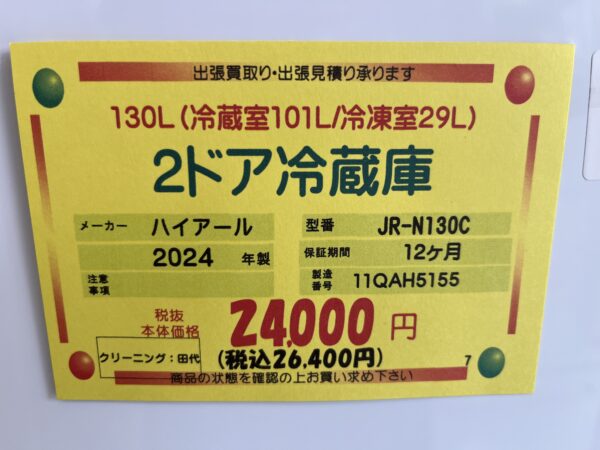 出張買取り・出張見積り承ります
130L(冷蔵室101L/冷凍室29L)
2ドア冷蔵庫
メーカー ハイアール 型番 JR-N130C
2024 年製 保証期間 12ヶ月
注意事項 製造番号 11QAH5155
税抜
本体価格 24,000 円
クリーニング:田代 (税込26,400円) 7
商品の状態を確認の上お買い求め下さい